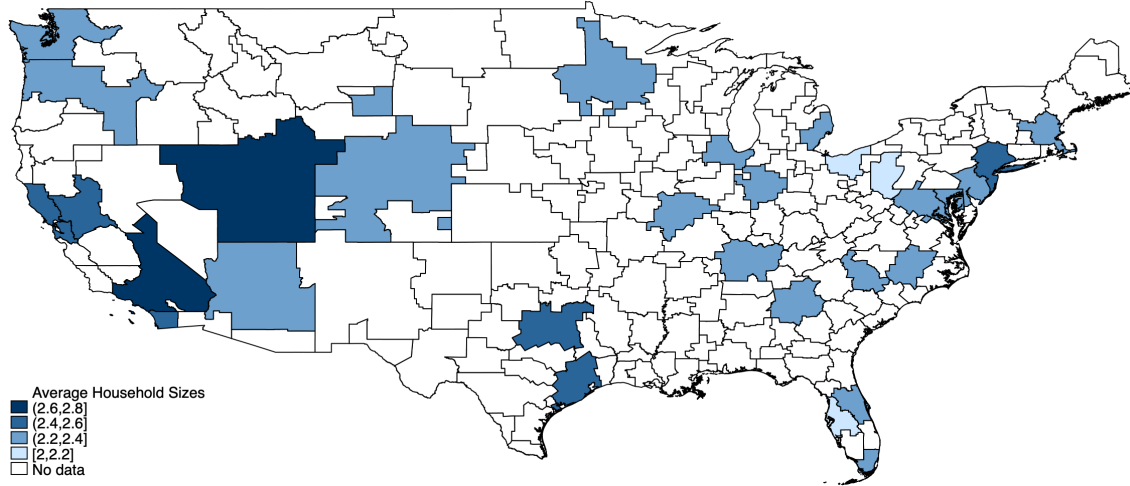 Average Household Sizes
(2.6,2.8]
(2.4,2.6]
(2.2,2.4]
[2,2.2]
No data